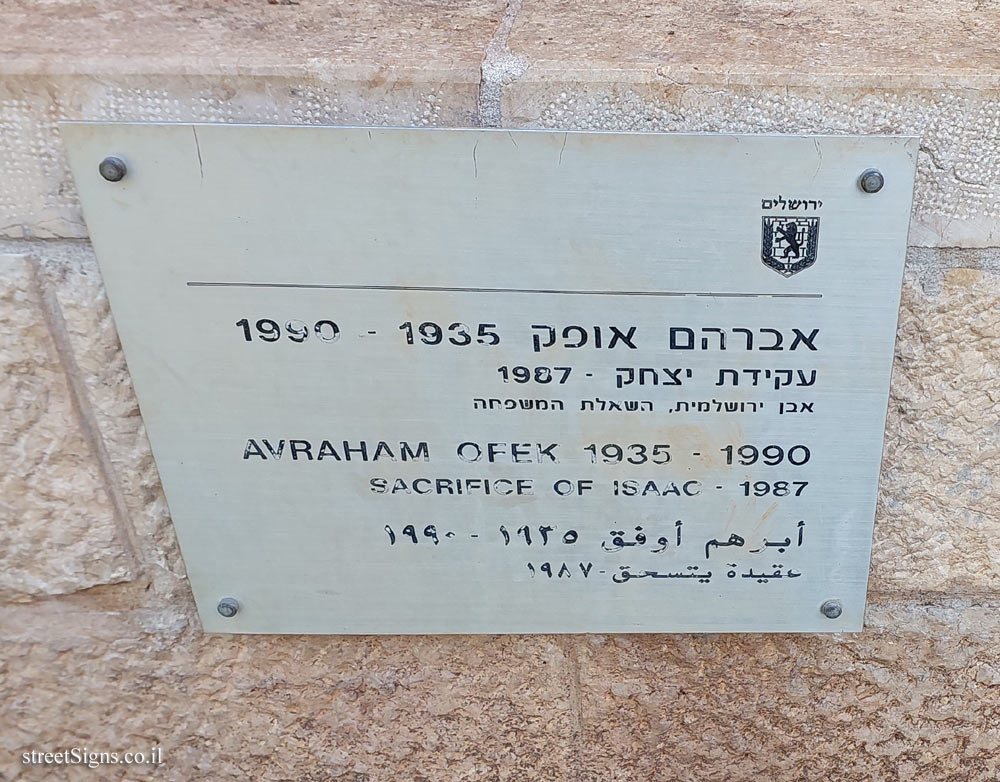 ירושלים
אברהם אופק 1935 - 1990
עקידת יצחק - 1987
אבן ירושלמית, השאלת המשפחה
AVRAHAM OFEK 1935 - 1990
SACRIFICE OF ISAAC - 1987
أبرهم أوفق ١٩٣٥ - ١٩٩٠
عقيدة يتسحق - ١٩٨٧
streetSigns.co.il